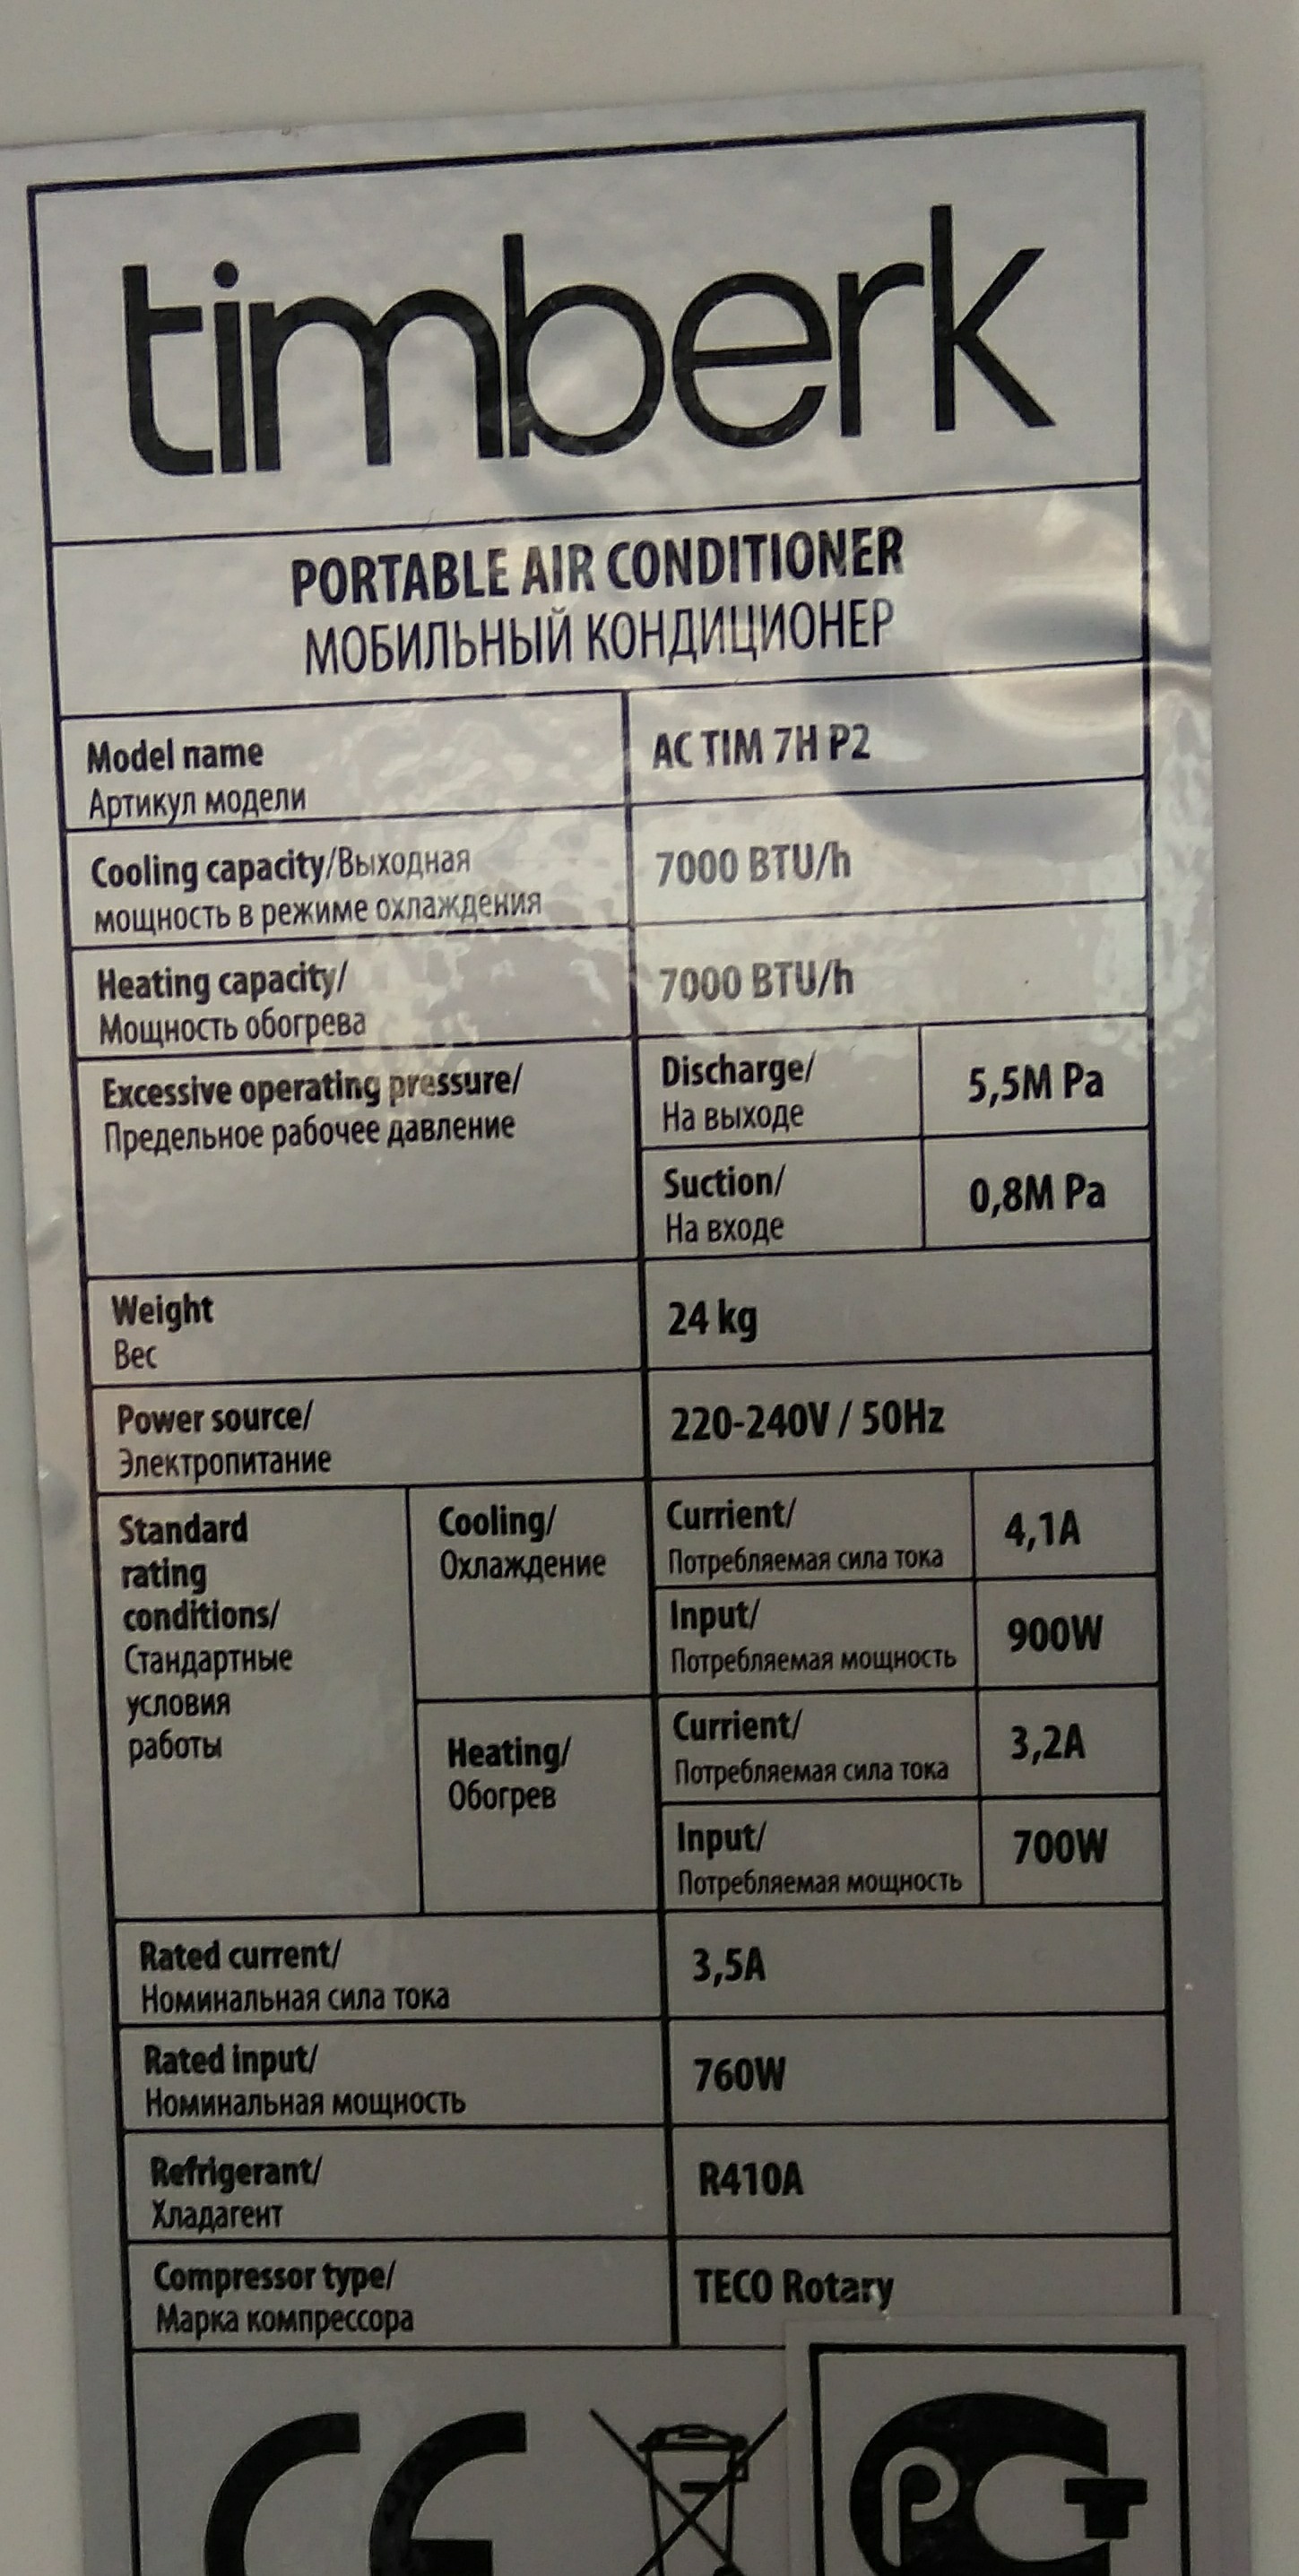 timberk
PORTABLE AIR CONDITIONER
МОБИЛЬНЫЙ КОНДИЦИОНЕР
Model name
Артикул модели
AC TIM 7H P2
Cooling capacity/Выходная
мощность в режиме охлаждения
7000 BTU/h
Heating capacity/
Мощность обогрева
7000 BTU/h
Excessive operating pressure/
Предельное рабочее давление
Discharge/
На выходе
5,5M Pa
Suction/
На входе
0,8M Pa
Weight
Вес
24 kg
Power source/
Электропитание
220-240V / 50Hz
Standard
rating
conditions/
Стандартные
условия
работы
Cooling/
Охлаждение
Currient/
Потребляемая сила тока
4,1A
Input/
Потребляемая мощность
900W
Heating/
Обогрев
Currient/
Потребляемая сила тока
3,2A
Input/
Потребляемая мощность
700W
Rated current/
Номинальная сила тока
3,5A
Rated input/
Номинальная мощность
760W
Refrigerant/
Хладагент
R410A
Compressor type/
Марка компрессора
TECO Rotary
CE
РСТ